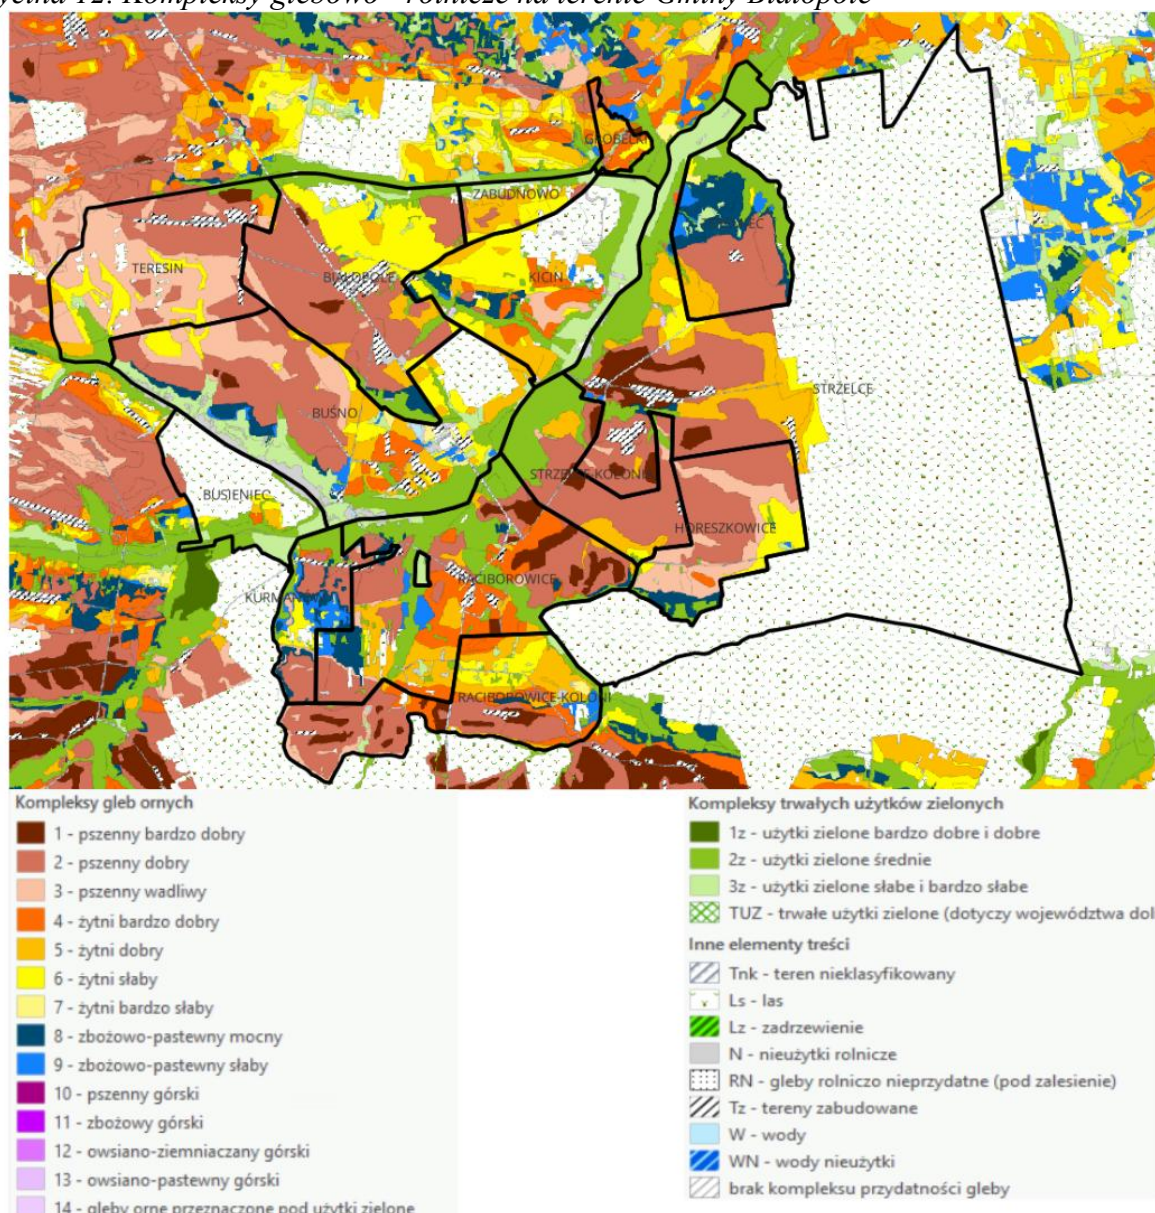 12. Kompleksy glebowo - rolnicze na terenie Gminy Białopole
GROBELKI
ZABUDNOWO
TERESIN
BIAŁOPOLE
KICIN
STRZELCE
BUŚNO
STRZELCE-KOLONI
BUSIENIEC
HORESZKOWICE
RACIBOROWICE
RACIBOROWICE-KOLONI
Kompleksy gleb ornych
1 - pszenny bardzo dobry
2 - pszenny dobry
3 - pszenny wadliwy
4 - żytni bardzo dobry
5 - żytni dobry
6 - żytni słaby
7 - żytni bardzo słaby
8 - zbożowo-pastewny mocny
9 - zbożowo-pastewny słaby
10 - pszenny górski
11 - zbożowy górski
12 - owsiano-ziemniaczany górski
13 - owsiano-pastewny górski
14 - gleby orne przeznaczone pod użytki zielone
Kompleksy trwałych użytków zielonych
1z - użytki zielone bardzo dobre i dobre
2z - użytki zielone średnie
3z - użytki zielone słabe i bardzo słabe
TUZ - trwałe użytki zielone (dotyczy województwa dol
Inne elementy treści
Tnk - teren nieklasyfikowany
Ls - las
Lz - zadrzewienie
N - nieużytki rolnicze
RN - gleby rolniczo nieprzydatne (pod zalesienie)
Tz - tereny zabudowane
W - wody
WN - wody nieużytki
brak kompleksu przydatności gleby